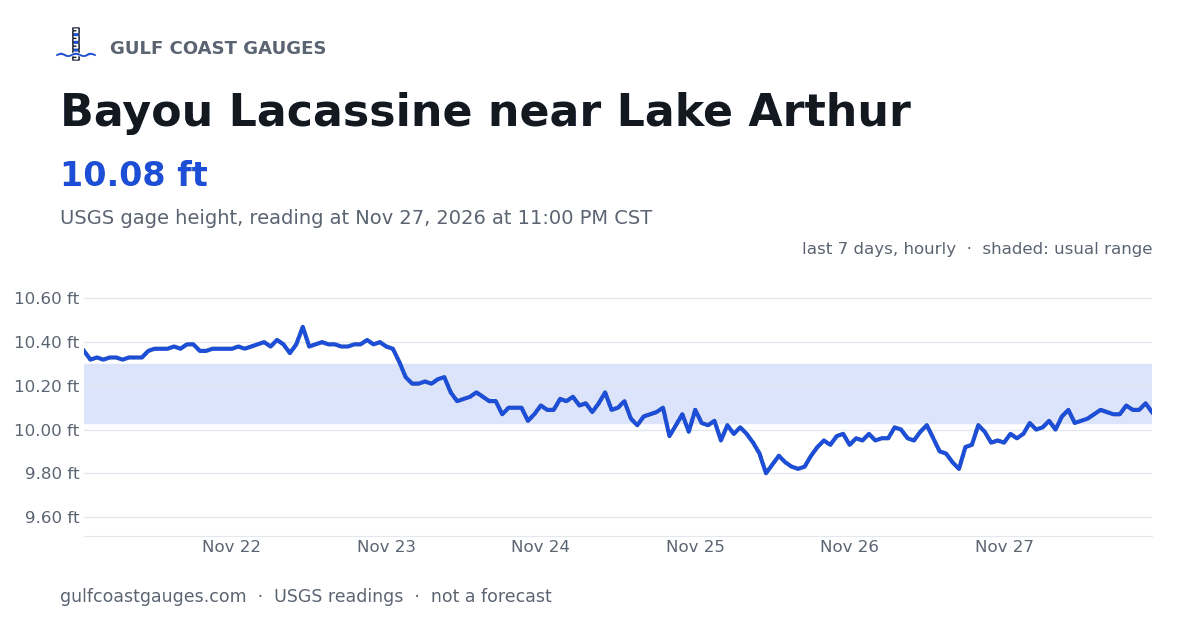 GULF COAST GAUGES
Bayou Lacassine near Lake Arthur
10.08 ft
USGS gage height, reading at Nov 27, 2026 at 11:00 PM CST
last 7 days, hourly · shaded: usual range
10.60 ft
10.40 ft
10.20 ft
10.00 ft
9.80 ft
9.60 ft
Nov 22 Nov 23 Nov 24 Nov 25 Nov 26 Nov 27
gulfcoastgauges.com · USGS readings · not a forecast